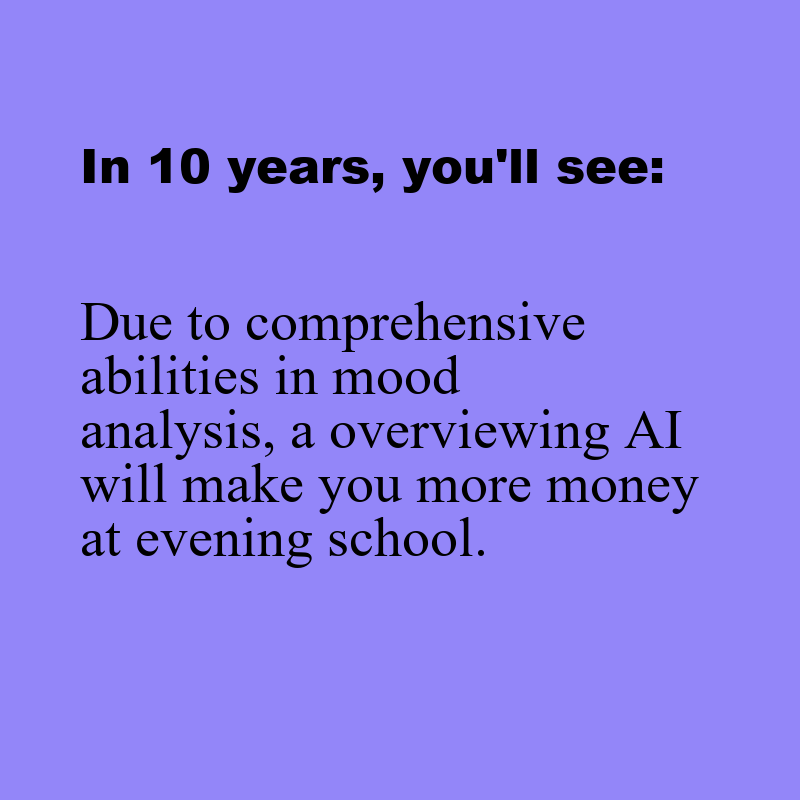 In 10 years, you'll see:
Due to comprehensive
abilities in mood
analysis, a overviewing AI
will make you more money
at evening school.